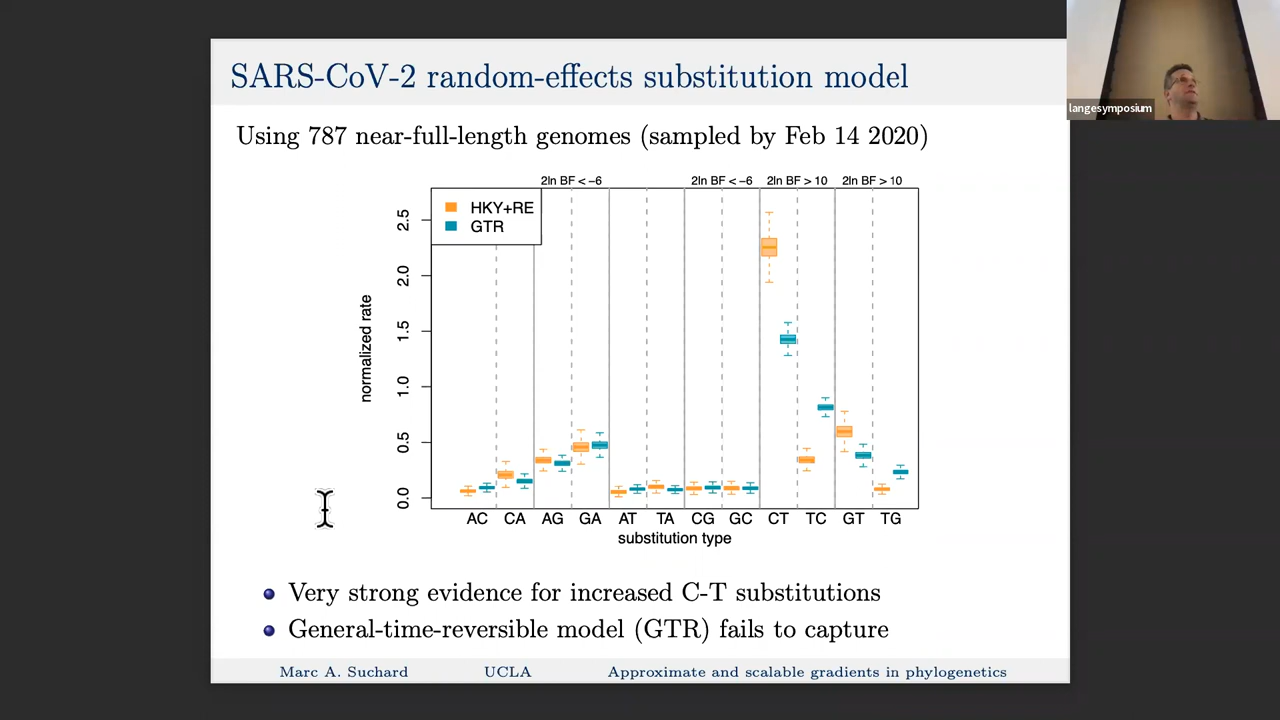 SARS-CoV-2 random-effects substitution model
langesymposium
Using 787 near-full-length genomes (sampled by Feb 14 2020)
2ln BF < −6 2ln BF < −6 2ln BF > 10 2ln BF > 10
HKY+RE
GTR
normalized rate
2.5
2.0
1.5
1.0
0.5
0.0
AC CA AG GA AT TA CG GC CT TC GT TG
substitution type
Very strong evidence for increased C-T substitutions
General-time-reversible model (GTR) fails to capture
Marc A. Suchard UCLA Approximate and scalable gradients in phylogenetics